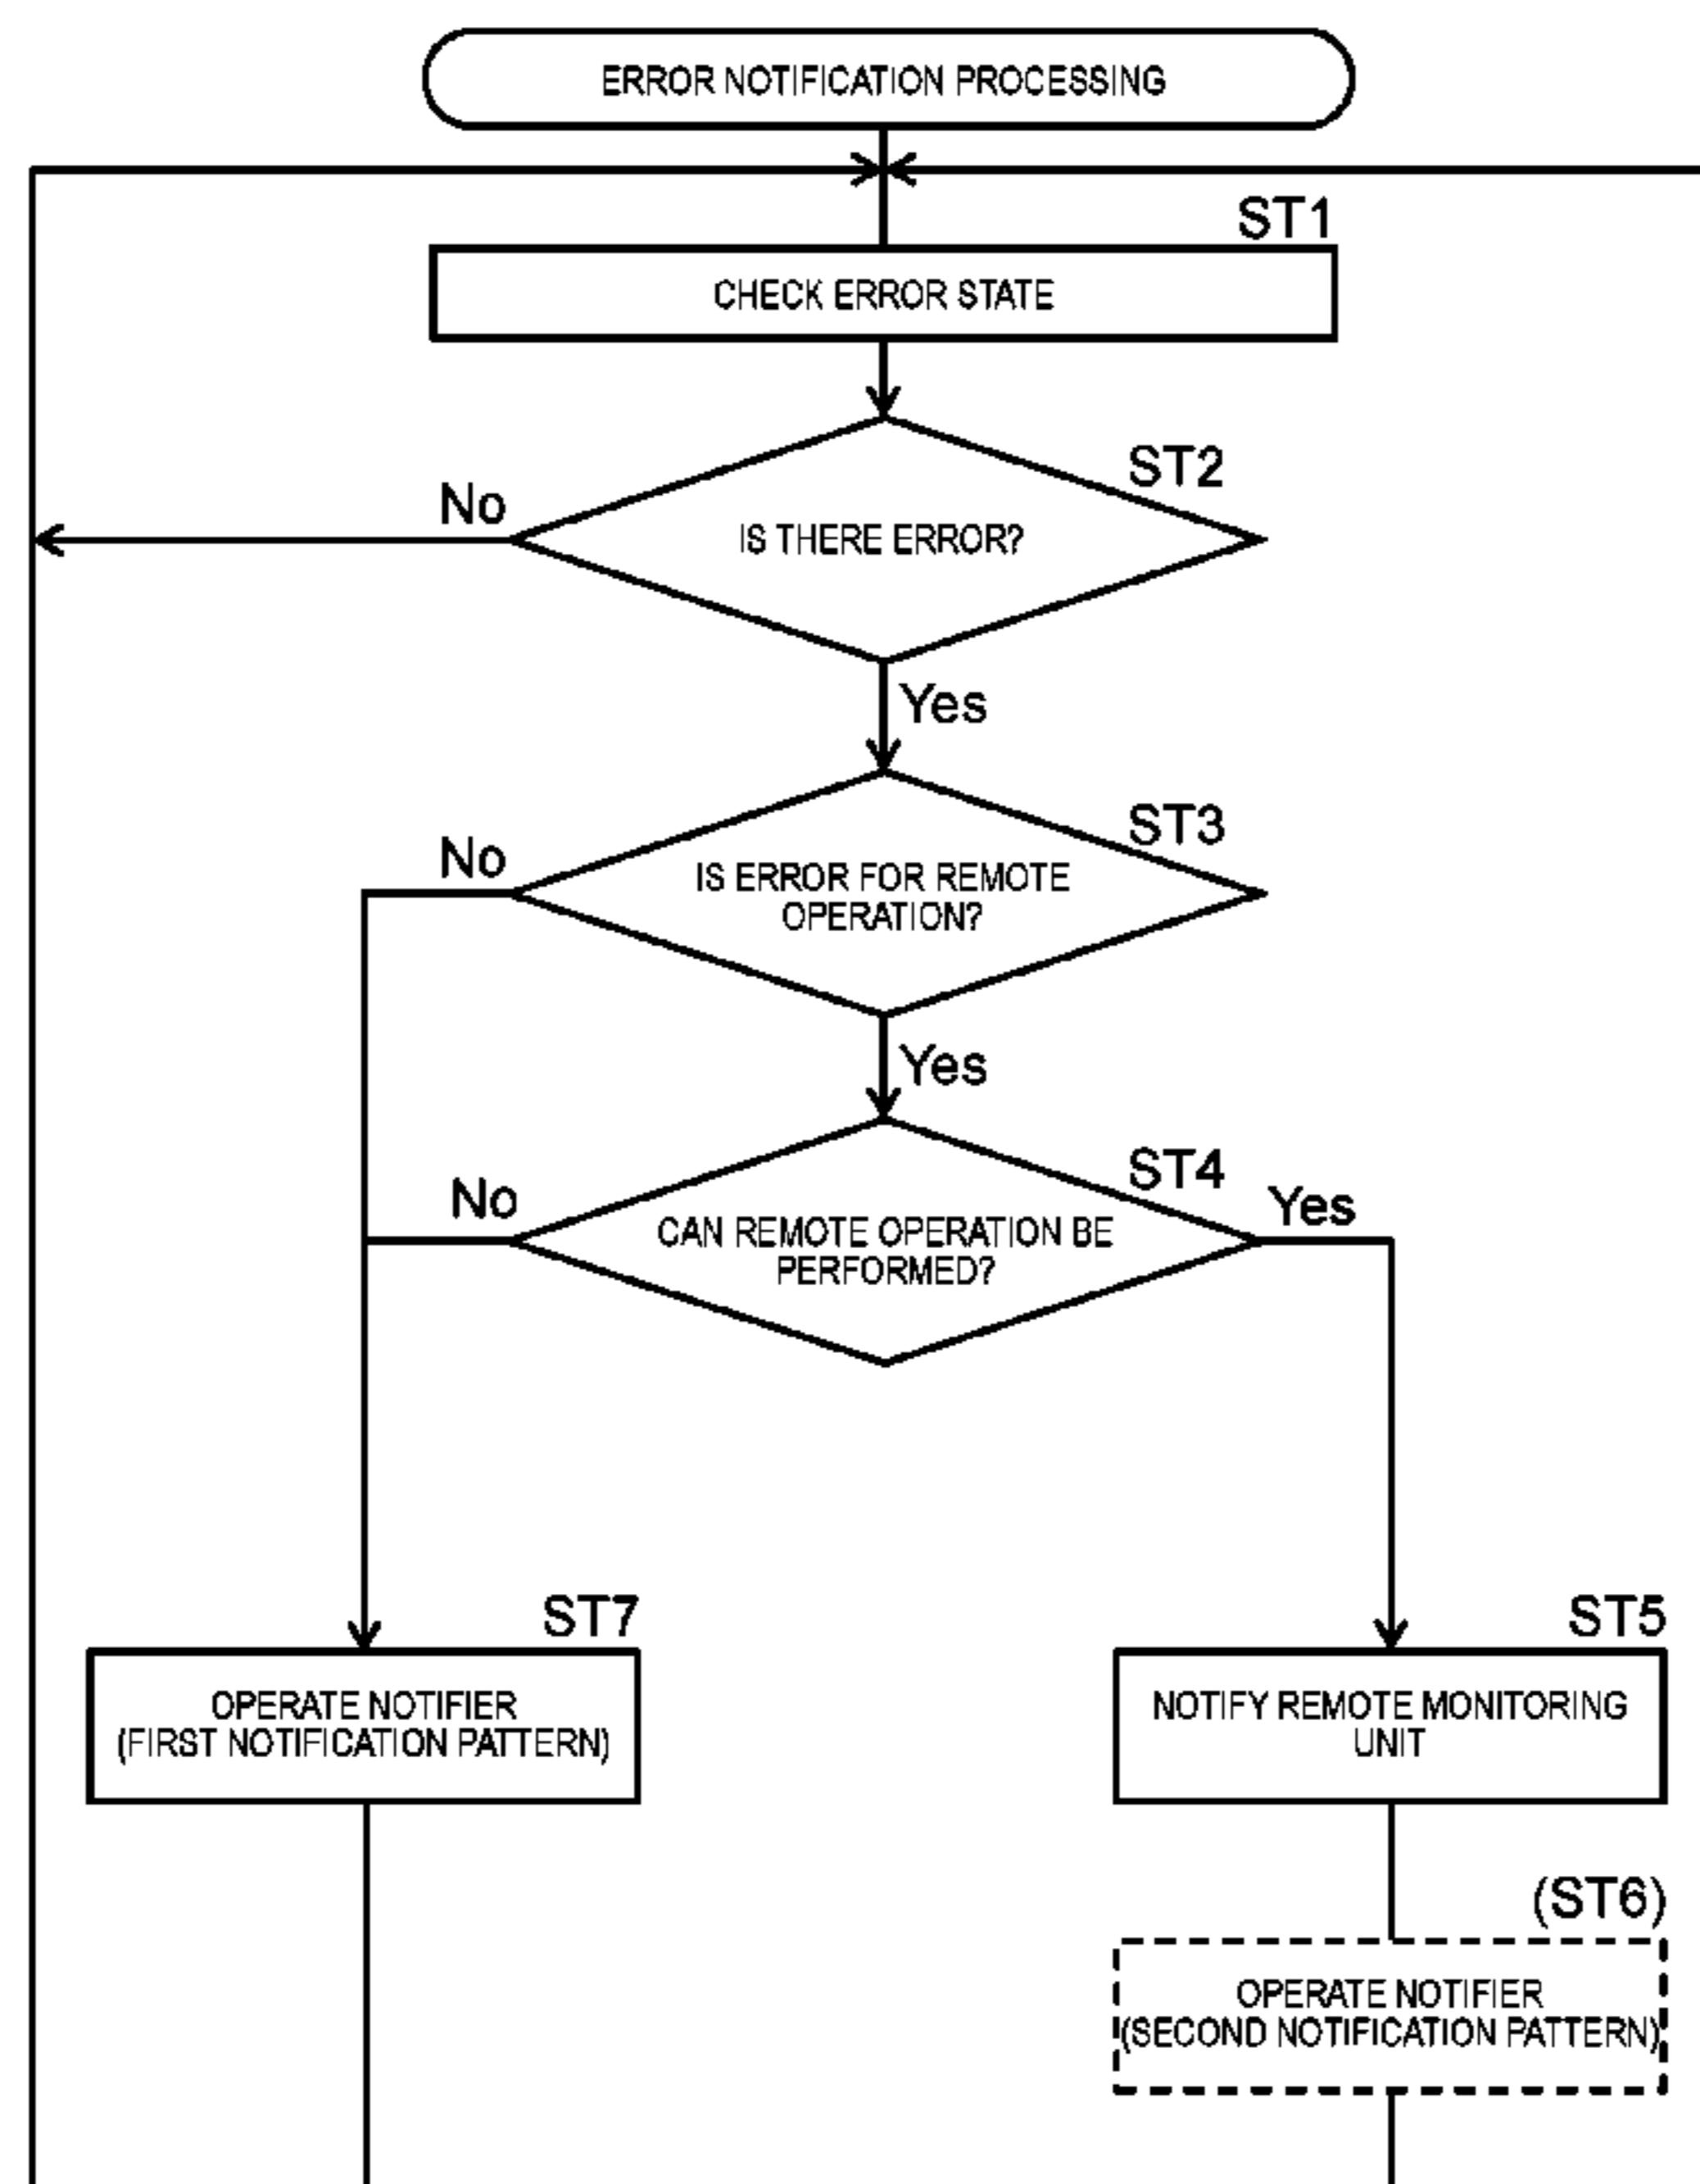 ERROR NOTIFICATION PROCESSING
ST1
CHECK ERROR STATE
ST2
No
IS THERE ERROR?
Yes
ST3
No
IS ERROR FOR REMOTE
OPERATION?
Yes
ST4
No
Yes
CAN REMOTE OPERATION BE
PERFORMED?
ST7
ST5
OPERATE NOTIFIER
(FIRST NOTIFICATION PATTERN)
NOTIFY REMOTE MONITORING
UNIT
(ST6)
OPERATE NOTIFIER
(SECOND NOTIFICATION PATTERN)